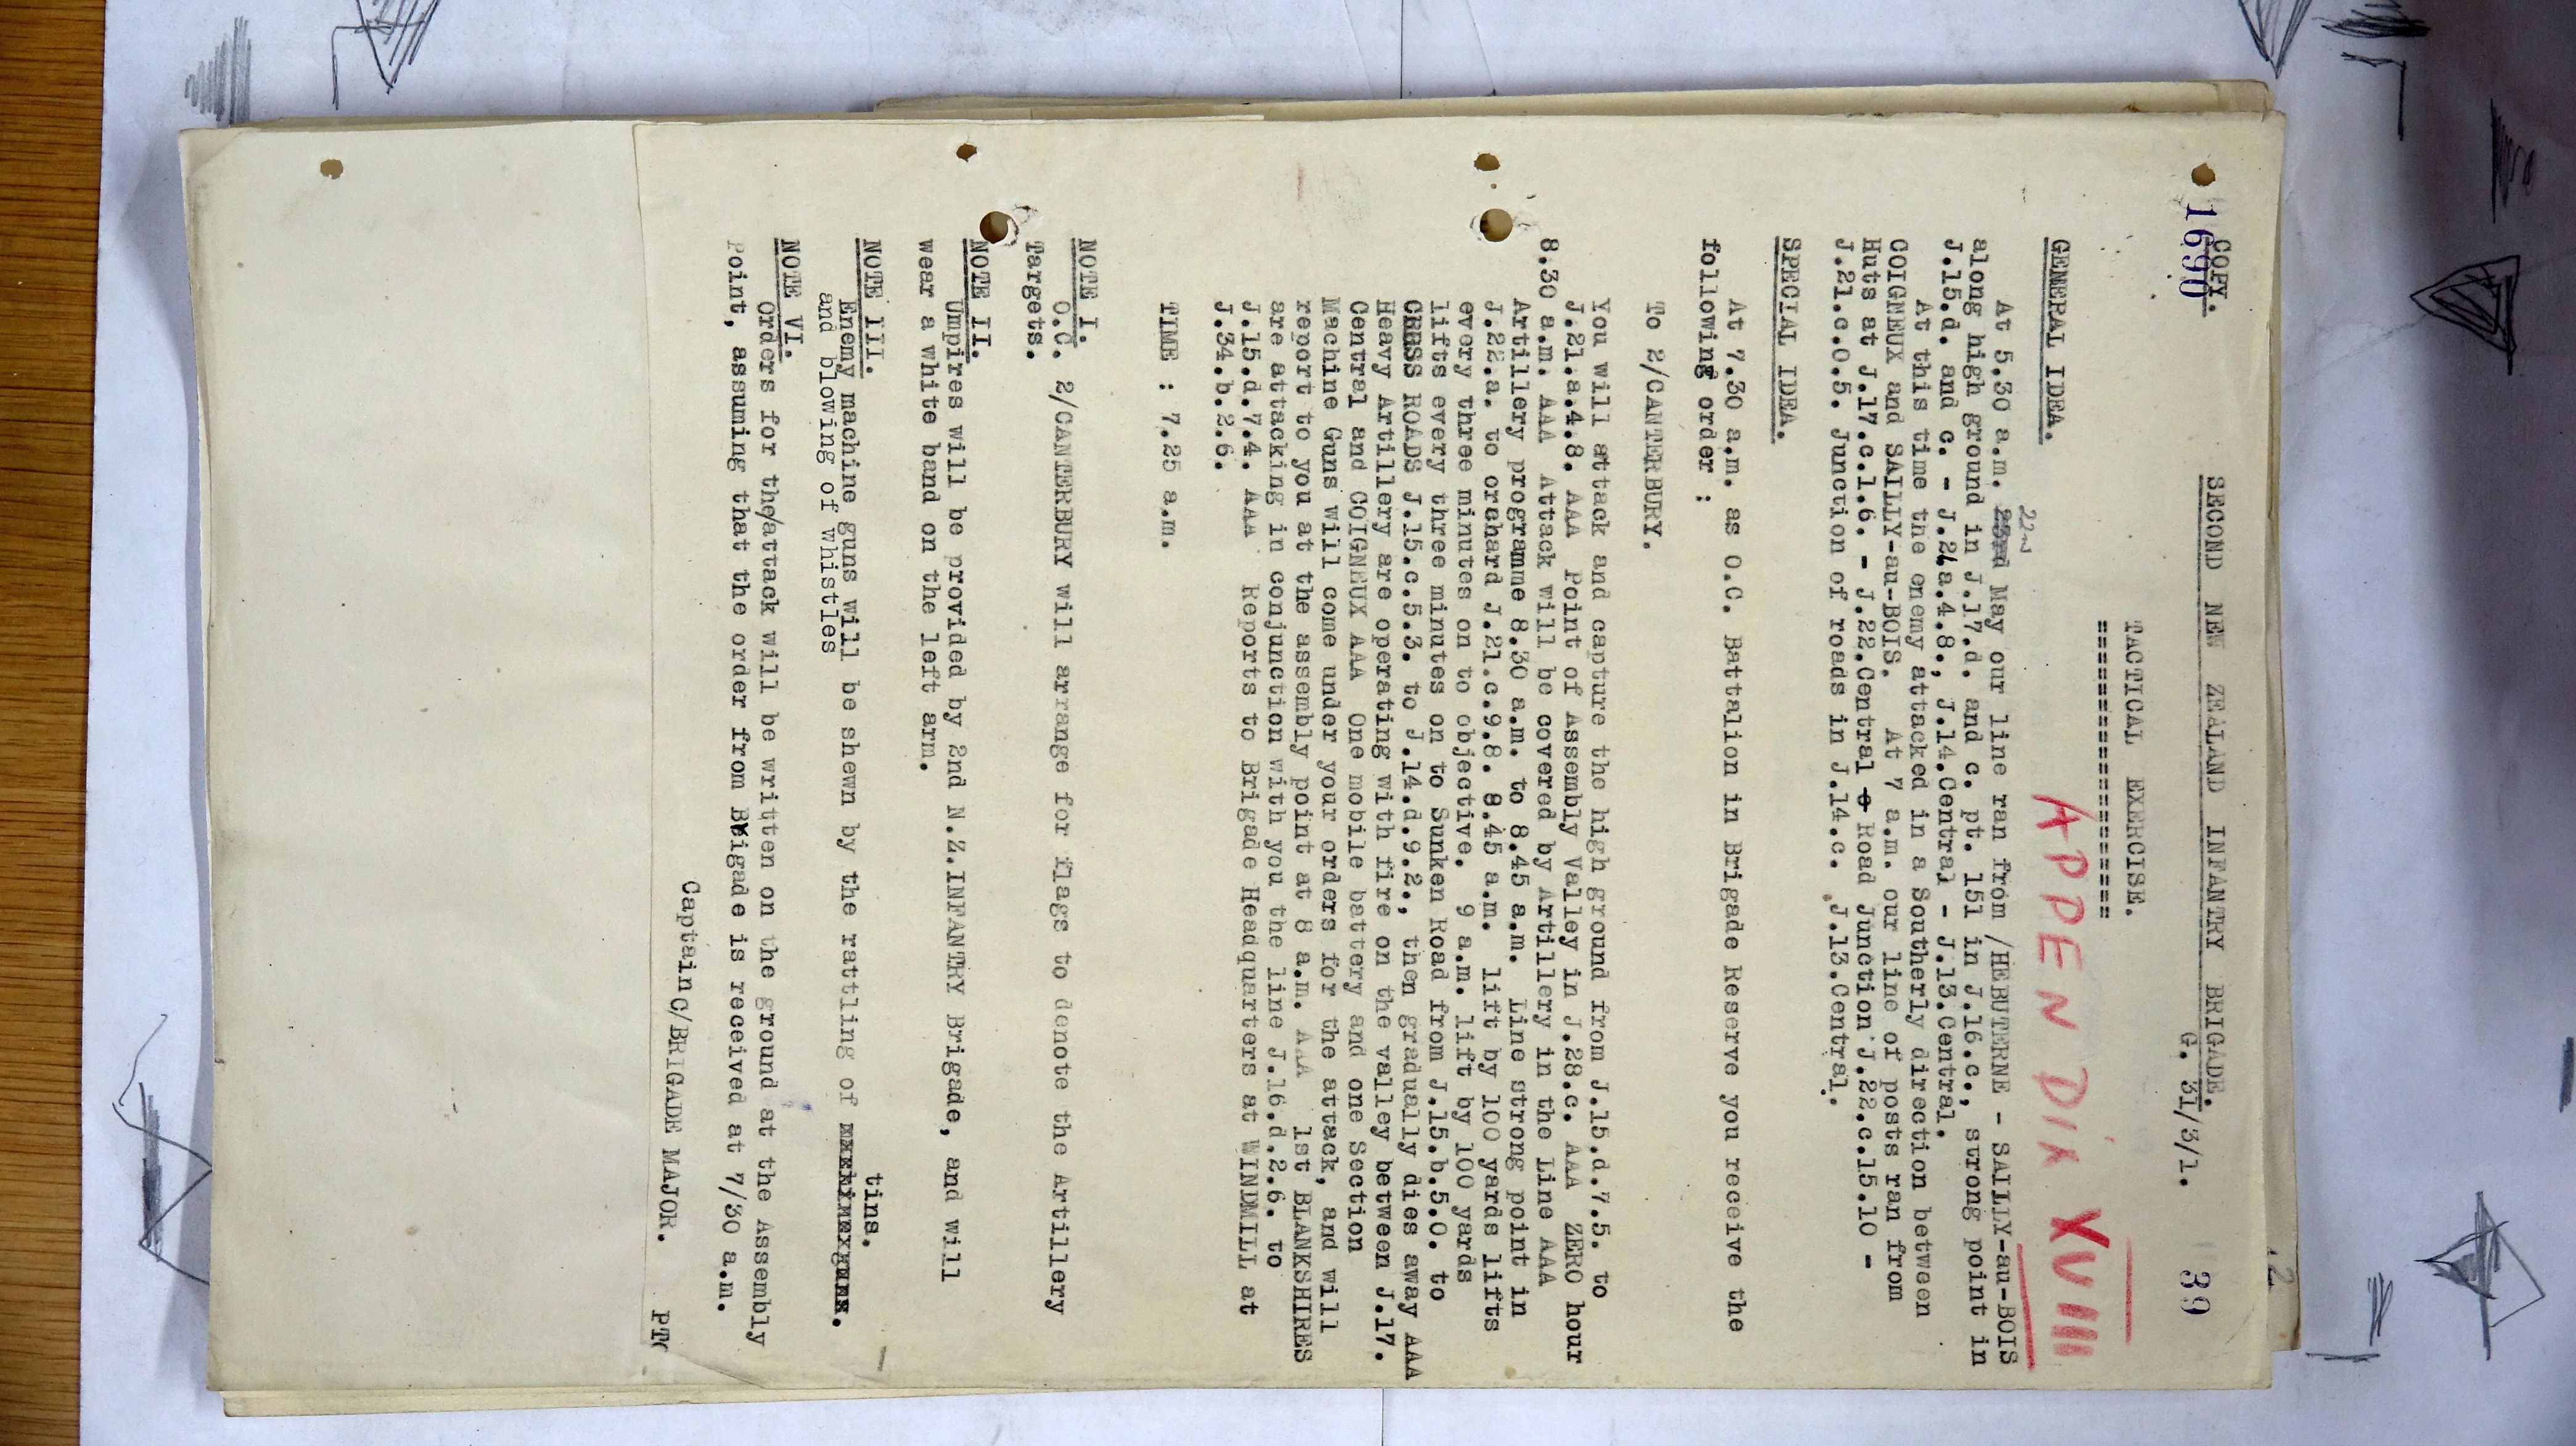 COPY.
1690
SECOND NEW ZEALAND INFANTRY BRIGADE.
39
G. 31/3/1.
TACTICAL EXERCISE.
==================
APPENDIX XVIII
GENERAL IDEA.
22nd
At 5.30 a.m. 23rd May our line ran from /HEBUTERNE - SAILLY-au-BOIS
along high ground in J.17.d. and c. pt. 151 in J.16.c., strong point in
J.15.d. and c. - J.21a.4.8., J.14.Central - J.13.Central.
At this time the enemy attacked in a Southerly direction between
COIGNEUX and SAILLY-au-BOIS. At 7 a.m. our line of posts ran from
Huts at J.17.c.1.6. - J.22.Central Road Junction J.22.c.15.10 -
J.21.c.0.5. Junction of roads in J.14.c. J.13.Central.
SPECIAL IDEA.
At 7.30 a.m. as O.C. Battalion in Brigade Reserve you receive the
following order :
To 2/CANTERBURY.
You will attack and capture the high ground from J.15.d.7.5. to
J.21.a.4.8. AAA Point of Assembly Valley in J.28.c. AAA ZERO hour
8.30 a.m. AAA Attack will be covered by Artillery in the Line AAA
Artillery programme 8.30 a.m. to 8.45 a.m. Line strong point in
J.22.a. to orchard J.21.c.9.8. 8.45 a.m. lift by 100 yards lifts
every three minutes on to objective. 9 a.m. lift by 100 yards
lifts every three minutes on to Sunken Road from J.15.b.5.0. to
CRESS ROADS J.15.c.5.3. to J.14.d.9.2., then gradually dies away AAA
Heavy Artillery are operating with fire on the valley between J.17.
Central and COIGNEUX AAA One mobile battery and one Section
Machine Guns will come under your orders for the attack, and will
report to you at the assembly point at 8 a.m. AAA 1st BLANKSHIRES
are attacking in conjunction with you the line J.16.d.2.6. to
J.15.d.7.4. AAA Reports to Brigade Headquarters at WINDMILL at
J.34.b.2.6.
TIME : 7.25 a.m.
NOTE I.
O.C. 2/CANTERBURY will arrange for flags to denote the Artillery
Targets.
NOTE II.
Umpires will be provided by 2nd N.Z.INFANTRY Brigade, and will
wear a white band on the left arm.
NOTE III.
tins.
Enemy machine guns will be shewn by the rattling of
and blowing of whistles
NOTE VI.
Orders for the/attack will be written on the ground at the Assembly
Point, assuming that the order from Brigade is received at 7/30 a.m.
Captain C/BRIGADE MAJOR.
PTO